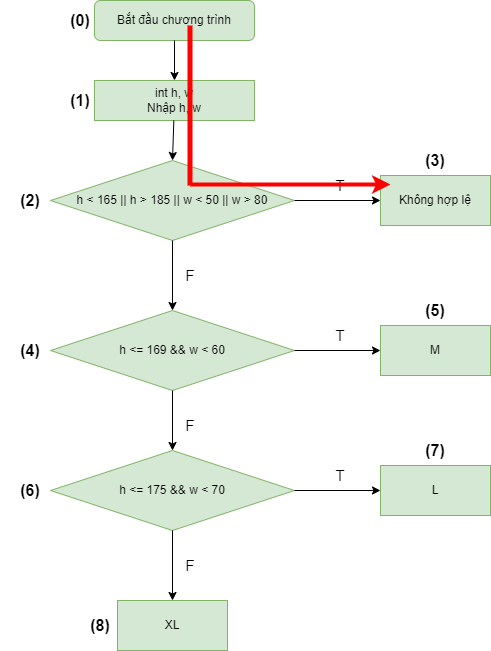 (0)
Bắt đầu chương trình
(1)
int h, w
Nhập h, w
(2)
h < 165 || h > 185 || w < 50 || w > 80
T
(3)
Không hợp lệ
F
(4)
h <= 169 && w < 60
T
(5)
M
F
(6)
h <= 175 && w < 70
T
(7)
L
F
(8)
XL